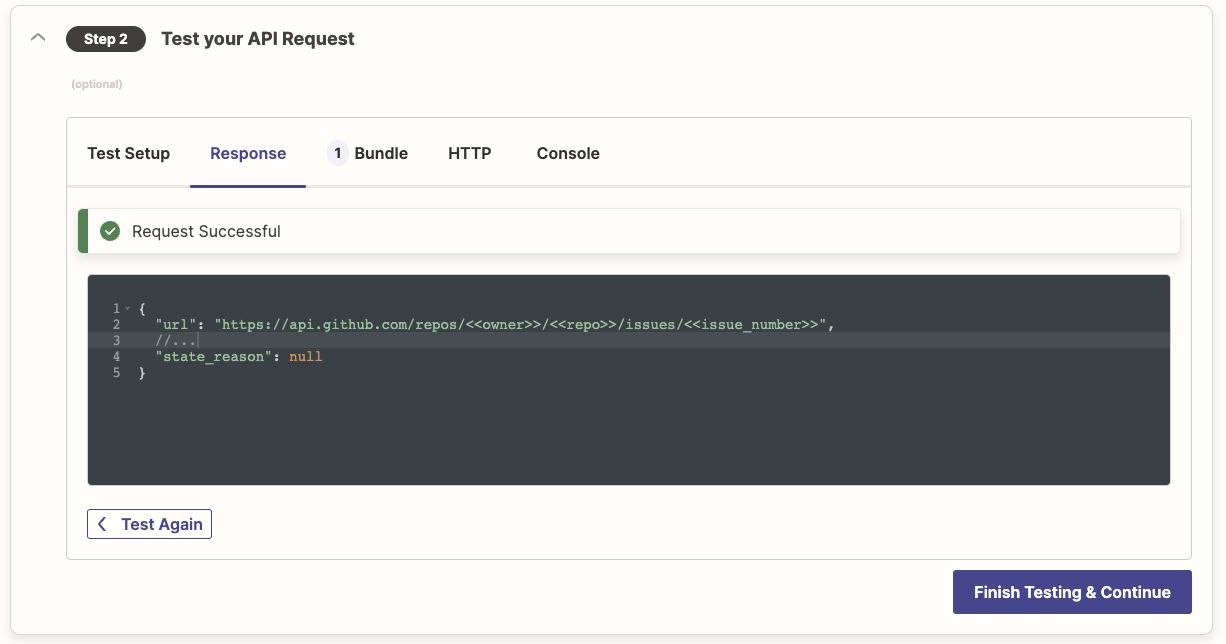 Step 2 Test your API Request
(optional)
Test Setup Response 1 Bundle HTTP Console
Request Successful
1 {
2 "url": "https://api.github.com/repos/<<owner>>/<<repo>>/issues/<<issue_number>>",
3 //...
4 "state_reason": null
5 }
Test Again
Finish Testing & Continue